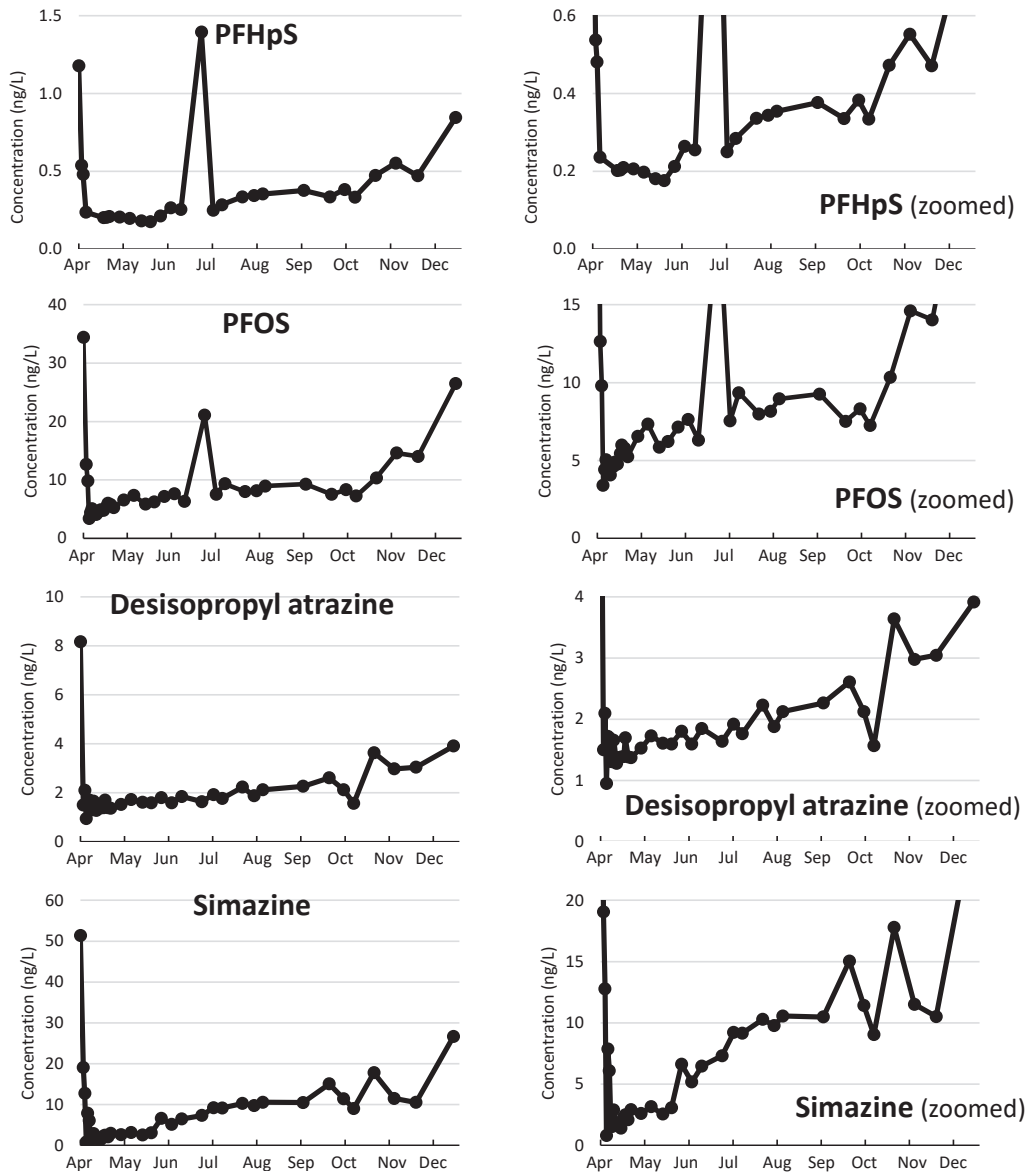 PFHpS
Concentration (ng/L)
1.5
1.0
0.5
0.0
Apr May Jun Jul Aug Sep Oct Nov Dec
PFHpS (zoomed)
Concentration (ng/L)
0.6
0.4
0.2
0.0
Apr May Jun Jul Aug Sep Oct Nov Dec
PFOS
Concentration (ng/L)
40
30
20
10
0
Apr May Jun Jul Aug Sep Oct Nov Dec
PFOS (zoomed)
Concentration (ng/L)
15
10
5
0
Apr May Jun Jul Aug Sep Oct Nov Dec
Desisopropyl atrazine
Concentration (ng/L)
10
8
6
4
2
0
Apr May Jun Jul Aug Sep Oct Nov Dec
Desisopropyl atrazine (zoomed)
Concentration (ng/L)
4
3
2
1
0
Apr May Jun Jul Aug Sep Oct Nov Dec
Simazine
Concentration (ng/L)
60
50
40
30
20
10
0
Apr May Jun Jul Aug Sep Oct Nov Dec
Simazine (zoomed)
Concentration (ng/L)
20
15
10
5
0
Apr May Jun Jul Aug Sep Oct Nov Dec